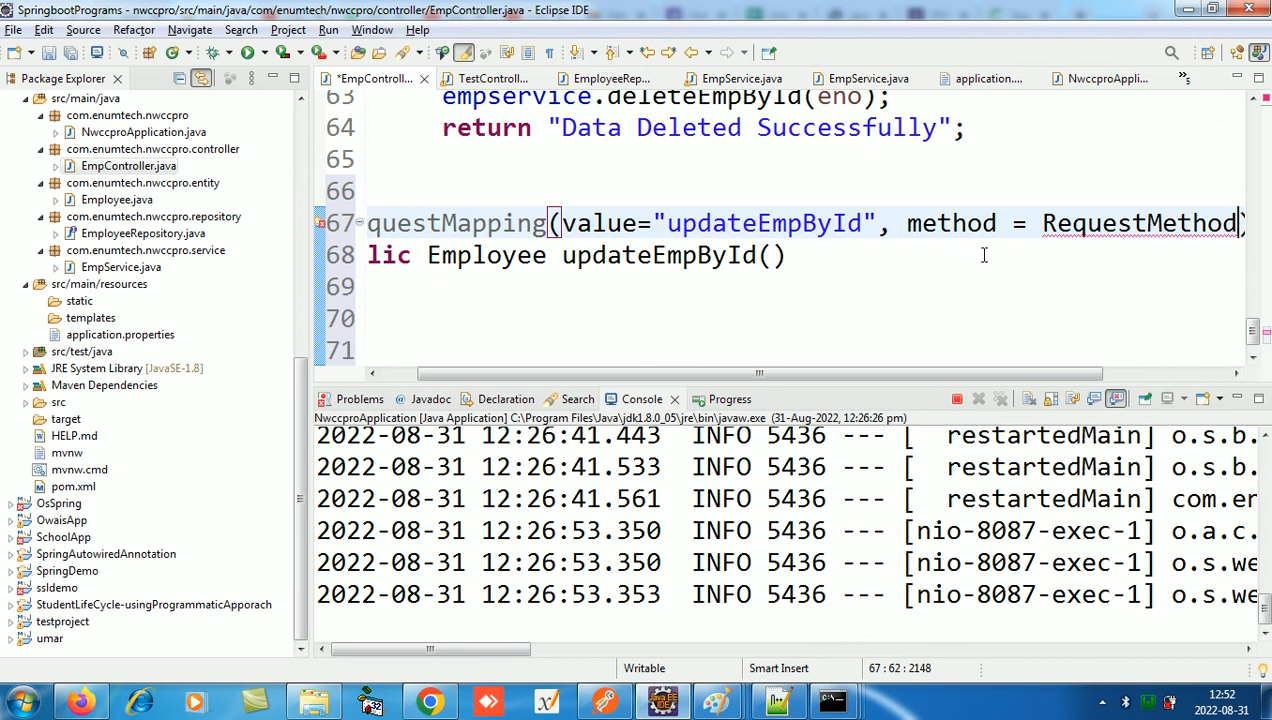 SpringbootPrograms - nwccpro/src/main/java/com/enumtech/nwccpro/controller/EmpController.java - Eclipse IDE
File Edit Source Refactor Navigate Search Project Run Window Help
Package Explorer
*EmpControll... TestControll... EmployeeRep... EmpService.java EmpService.java application.... NwccproAppli... »5
src/main/java
com.enumtech.nwccpro
NwccproApplication.java
com.enumtech.nwccpro.controller
EmpController.java
com.enumtech.nwccpro.entity
Employee.java
com.enumtech.nwccpro.repository
EmployeeRepository.java
com.enumtech.nwccpro.service
EmpService.java
src/main/resources
static
templates
application.properties
src/test/java
JRE System Library [JavaSE-1.8]
Maven Dependencies
src
target
HELP.md
mvnw
mvnw.cmd
pom.xml
OsSpring
OwaisApp
SchoolApp
SpringAutowiredAnnotation
SpringDemo
ssldemo
StudentLifeCycle-usingProgrammaticApporach
testproject
umar
63 empservice.deleteEmpById(eno);
64 return "Data Deleted Successfully";
65
66
67 questMapping(value="updateEmpById", method = RequestMethod)
68 lic Employee updateEmpById()
69
70
71
Problems Javadoc Declaration Search Console Progress
NwccproApplication [Java Application] C:\Program Files\Java\jdk1.8.0_05\jre\bin\javaw.exe (31-Aug-2022, 12:26:26 pm)
2022-08-31 12:26:41.443 INFO 5436 --- [ restartedMain] o.s.b.
2022-08-31 12:26:41.533 INFO 5436 --- [ restartedMain] o.s.b.
2022-08-31 12:26:41.561 INFO 5436 --- [ restartedMain] com.en
2022-08-31 12:26:53.350 INFO 5436 --- [nio-8087-exec-1] o.a.c.
2022-08-31 12:26:53.350 INFO 5436 --- [nio-8087-exec-1] o.s.we
2022-08-31 12:26:53.353 INFO 5436 --- [nio-8087-exec-1] o.s.we
Writable Smart Insert 67 : 62 : 2148
Java EE IDE
12:52
2022-08-31